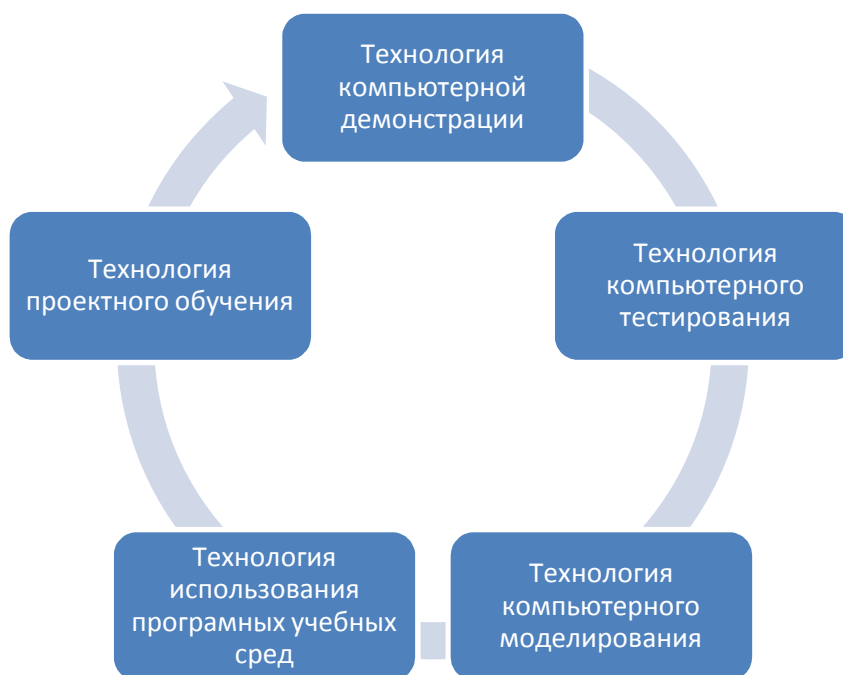 Технология
компьютерной
демонстрации
Технология
компьютерного
тестирования
Технология
компьютерного
моделирования
Технология
использования
програмных учебных
сред
Технология
проектного обучения